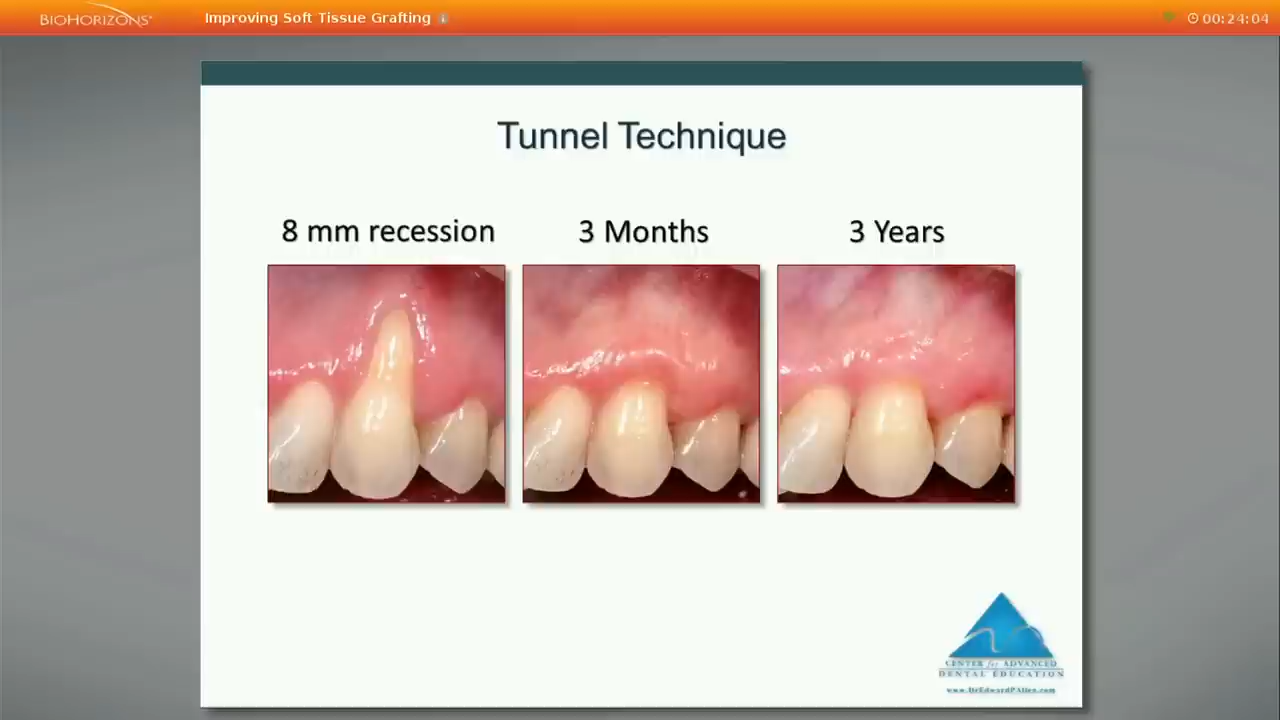 BIOHORIZONS®
Improving Soft Tissue Grafting
00:24:04
Tunnel Technique
8 mm recession
3 Months
3 Years
CENTER for ADVANCED
DENTAL EDUCATION
www.DrEdwardPAllen.com